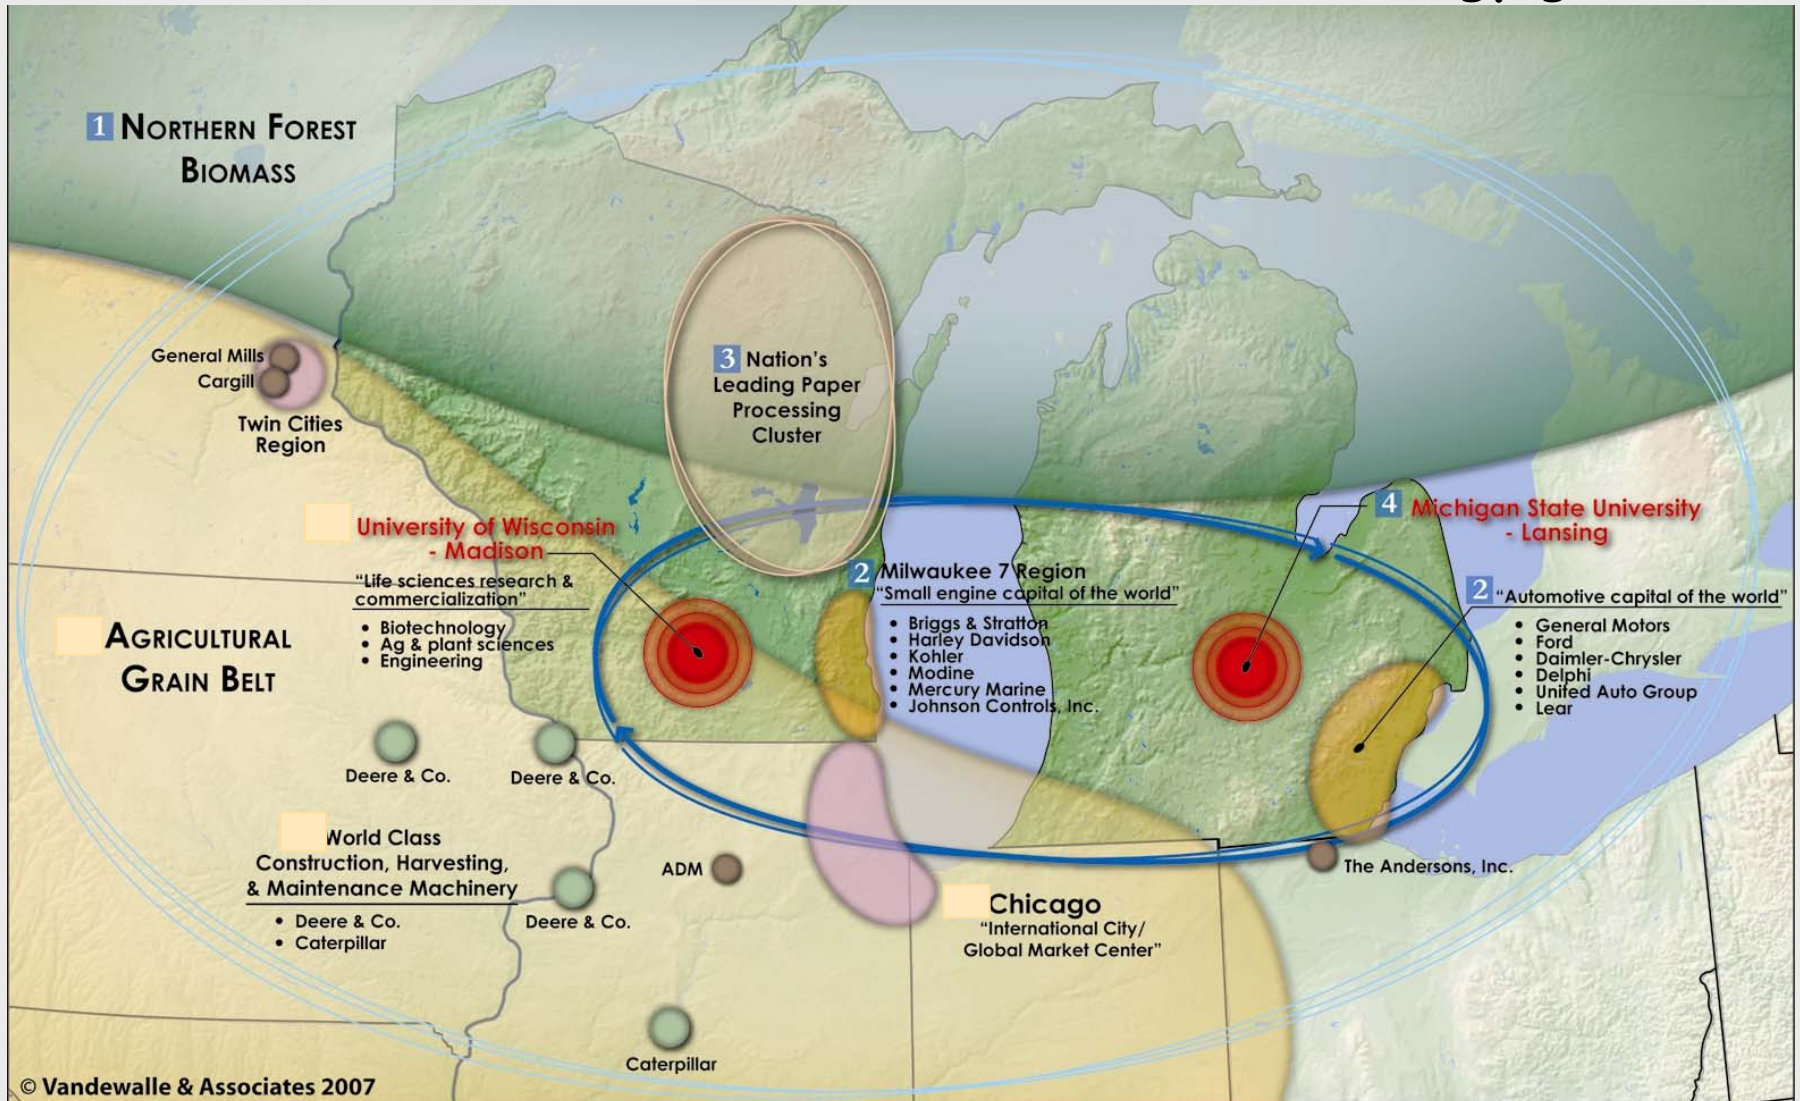 1 Northern Forest
Biomass
General Mills
Cargill
Twin Cities
Region
3 Nation's
Leading Paper
Processing
Cluster
University of Wisconsin
- Madison
"Life sciences research &
commercialization"
• Biotechnology
• Ag & plant sciences
• Engineering
4 Michigan State University
- Lansing
2 Milwaukee 7 Region
"Small engine capital of the world"
• Briggs & Stratton
• Harley Davidson
• Kohler
• Modine
• Mercury Marine
• Johnson Controls, Inc.
2 "Automotive capital of the world"
• General Motors
• Ford
• Daimler-Chrysler
• Delphi
• United Auto Group
• Lear
Agricultural
Grain Belt
Deere & Co.
Deere & Co.
World Class
Construction, Harvesting,
& Maintenance Machinery
• Deere & Co.
• Caterpillar
Deere & Co.
ADM
The Andersons, Inc.
Chicago
"International City/
Global Market Center"
Caterpillar
© Vandewalle & Associates 2007